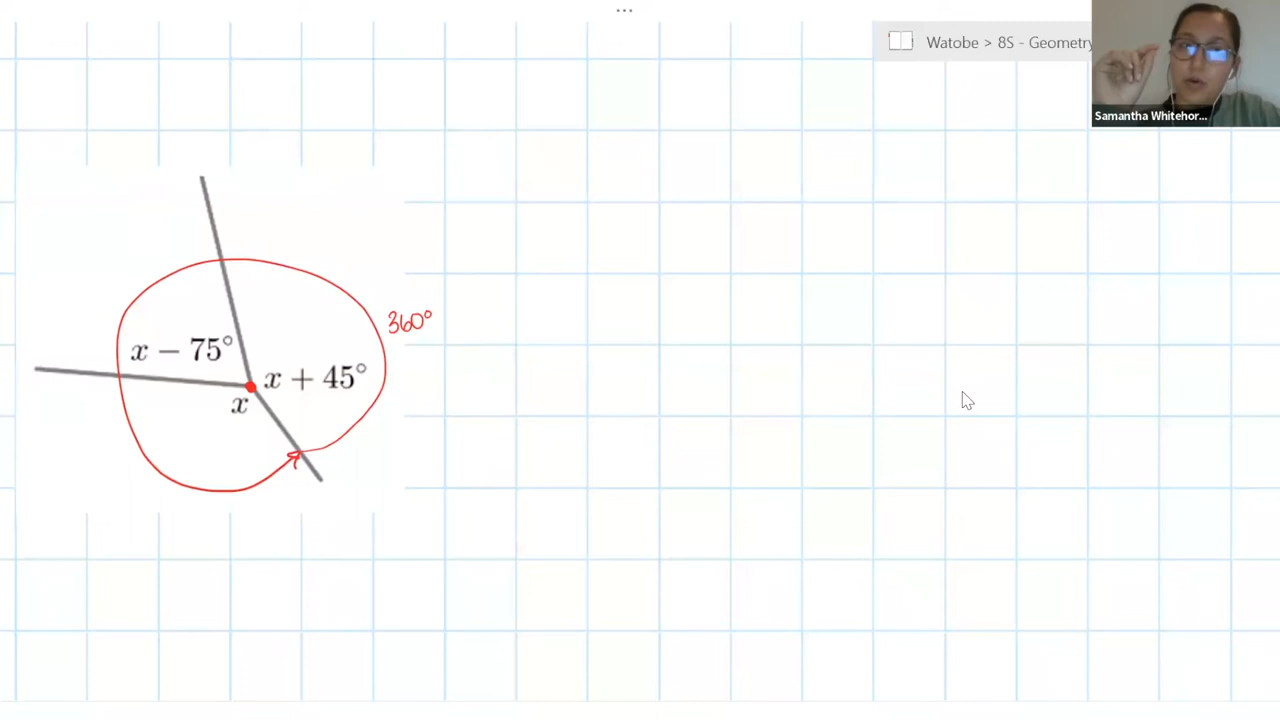 ...
Watobe > 8S - Geometry
Samantha Whitehor...
360°
x − 75°
x + 45°
x